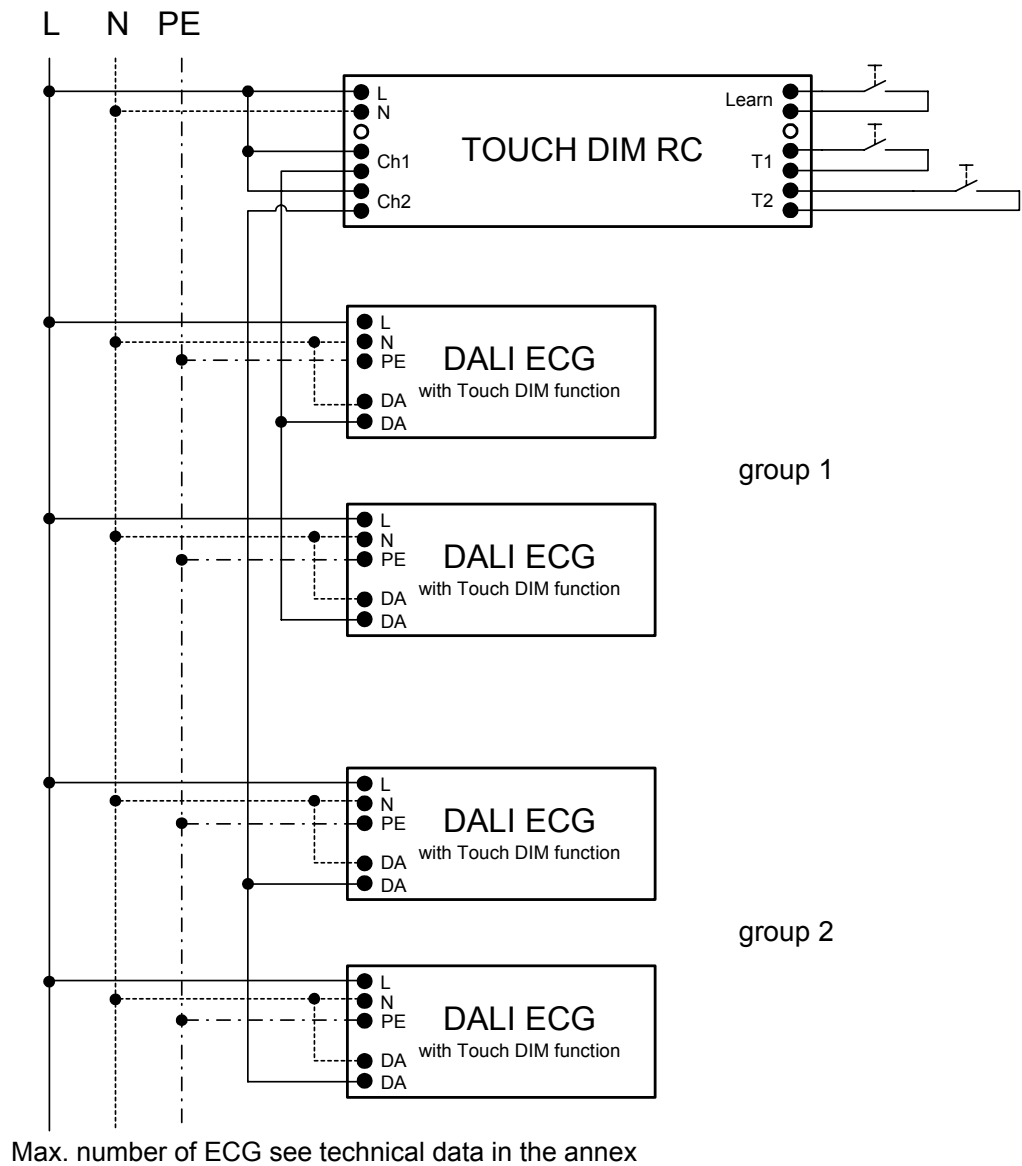 L N PE
L
N
Ch1
Ch2
TOUCH DIM RC
Learn
T1
T2
L
N
PE
DA
DA
DALI ECG
with Touch DIM function
group 1
L
N
PE
DA
DA
DALI ECG
with Touch DIM function
L
N
PE
DA
DA
DALI ECG
with Touch DIM function
group 2
L
N
PE
DA
DA
DALI ECG
with Touch DIM function
Max. number of ECG see technical data in the annex